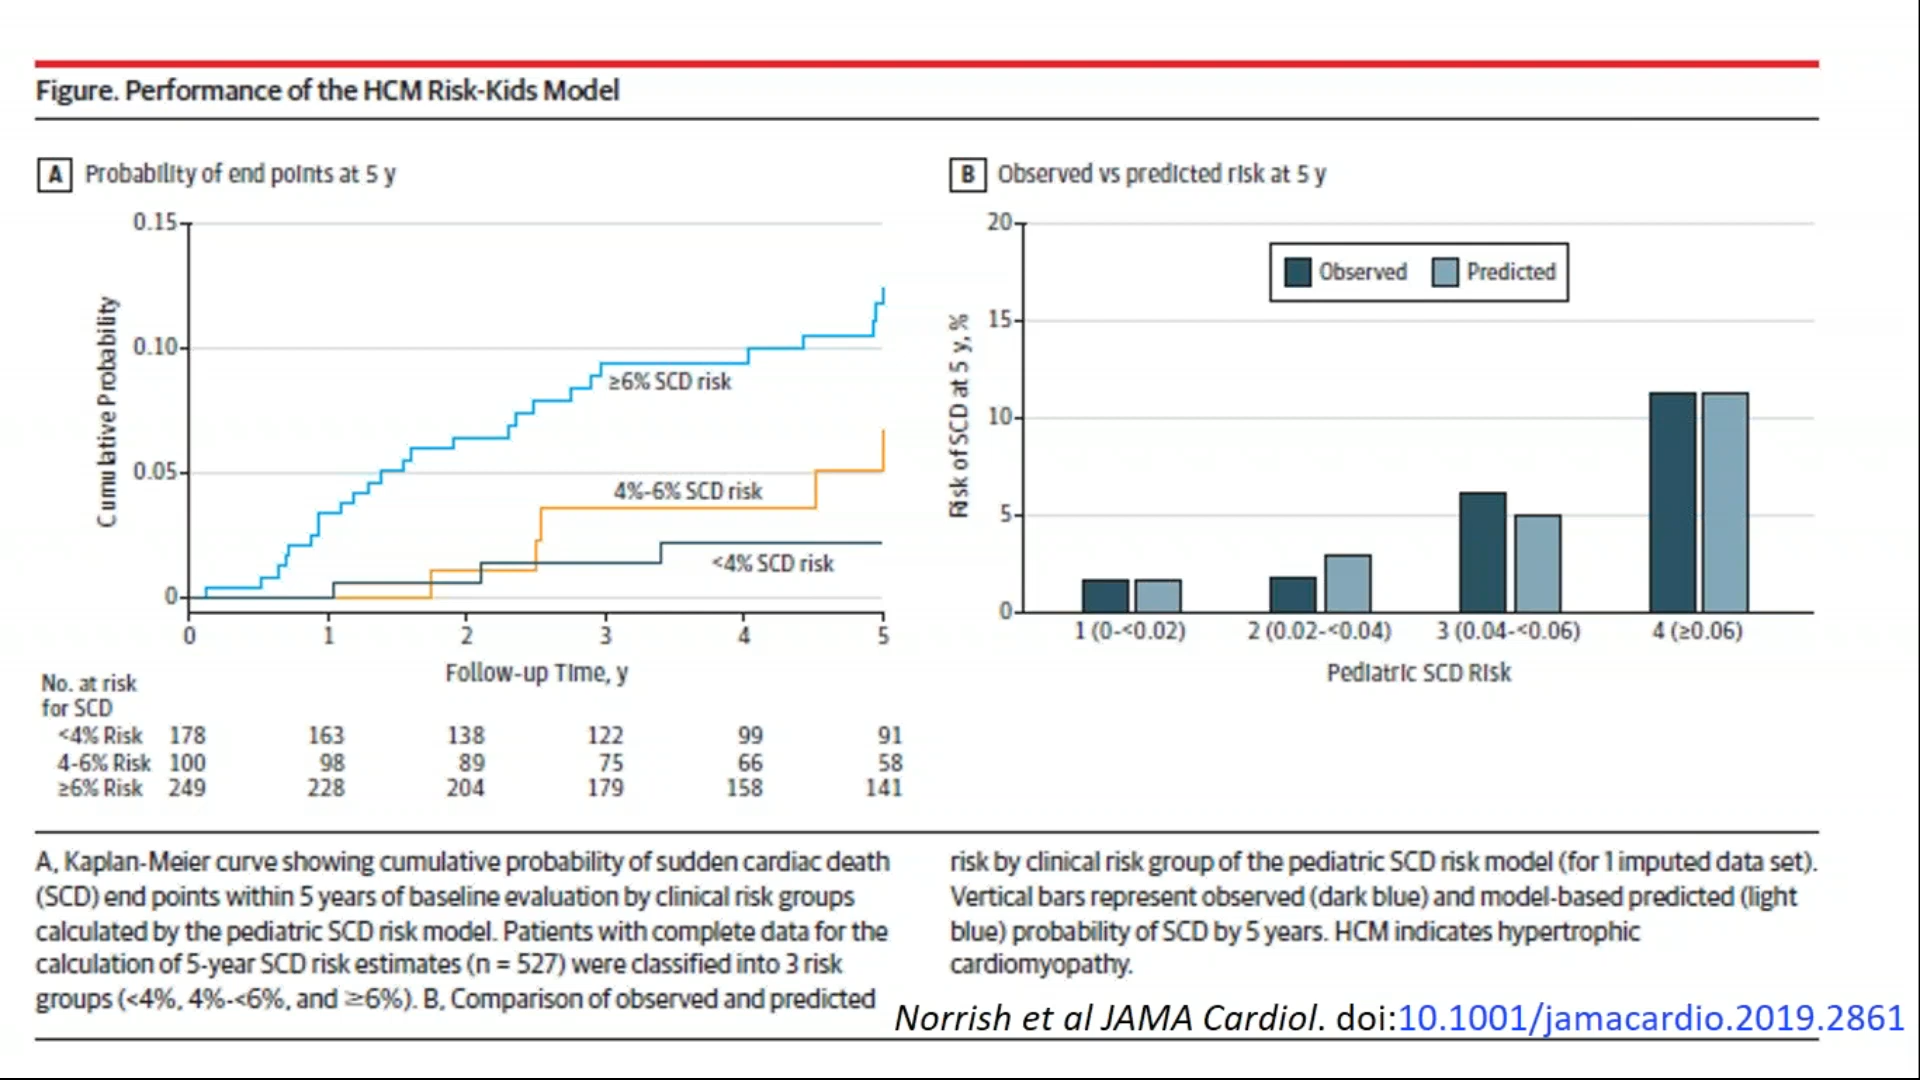 Figure. Performance of the HCM Risk-Kids Model
A Probability of end points at 5 y
0.15
0.10
0.05
0
Cumulative Probability
≥6% SCD risk
4%-6% SCD risk
<4% SCD risk
0 1 2 3 4 5
Follow-up Time, y
No. at risk
for SCD
<4% Risk 178 163 138 122 99 91
4-6% Risk 100 98 89 75 66 58
≥6% Risk 249 228 204 179 158 141
B Observed vs predicted risk at 5 y
20
15
10
5
0
Risk of SCD at 5 y, %
Observed Predicted
1 (0-<0.02) 2 (0.02-<0.04) 3 (0.04-<0.06) 4 (≥0.06)
Pediatric SCD Risk
A, Kaplan-Meier curve showing cumulative probability of sudden cardiac death
(SCD) end points within 5 years of baseline evaluation by clinical risk groups
calculated by the pediatric SCD risk model. Patients with complete data for the
calculation of 5-year SCD risk estimates (n = 527) were classified into 3 risk
groups (<4%, 4%-<6%, and ≥6%). B, Comparison of observed and predicted
risk by clinical risk group of the pediatric SCD risk model (for 1 imputed data set).
Vertical bars represent observed (dark blue) and model-based predicted (light
blue) probability of SCD by 5 years. HCM indicates hypertrophic
cardiomyopathy.
Norrish et al JAMA Cardiol. doi:10.1001/jamacardio.2019.2861